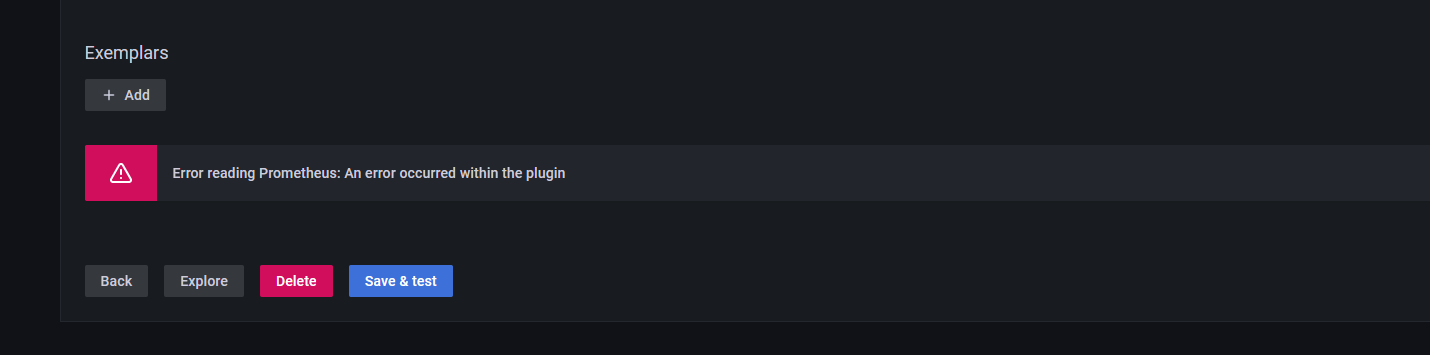 Exemplars
+ Add
Error reading Prometheus: An error occurred within the plugin
Back Explore Delete Save & test